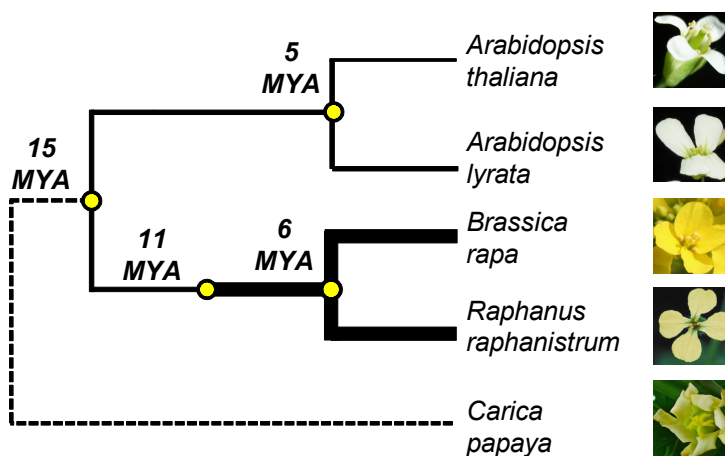 5
MYA
Arabidopsis
thaliana
15
MYA
Arabidopsis
lyrata
11
MYA
6
MYA
Brassica
rapa
Raphanus
raphanistrum
Carica
papaya